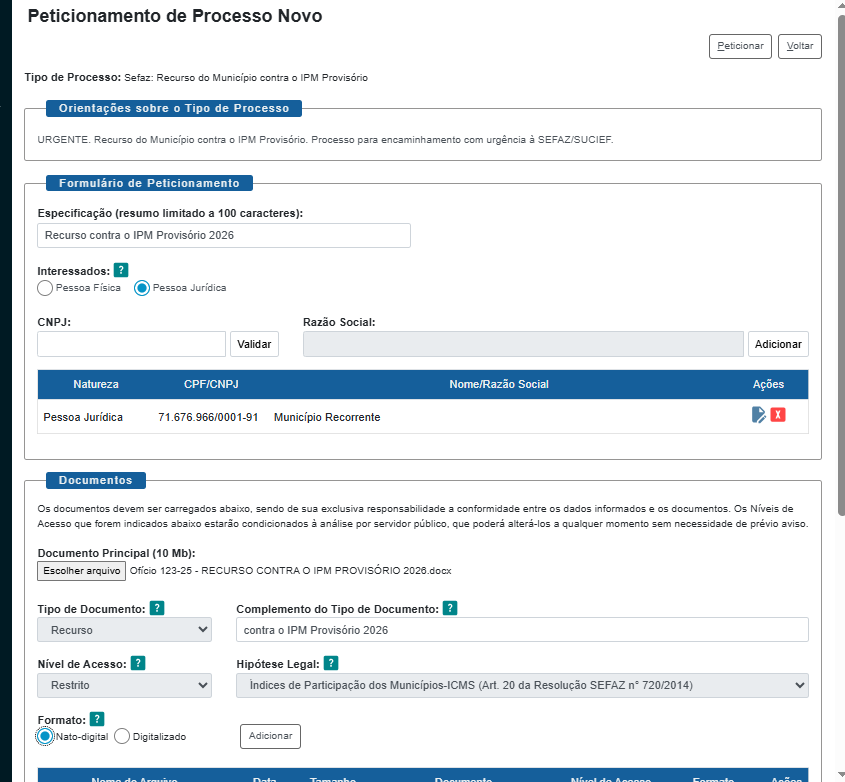 Peticionamento de Processo Novo
Peticionar Voltar
Tipo de Processo: Sefaz: Recurso do Município contra o IPM Provisório
Orientações sobre o Tipo de Processo
URGENTE. Recurso do Município contra o IPM Provisório. Processo para encaminhamento com urgência à SEFAZ/SUCIEF.
Formulário de Peticionamento
Especificação (resumo limitado a 100 caracteres):
Recurso contra o IPM Provisório 2026
Interessados: ?
Pessoa Física Pessoa Jurídica
CNPJ: Razão Social:
Validar Adicionar
Natureza CPF/CNPJ Nome/Razão Social Ações
Pessoa Jurídica 71.676.966/0001-91 Município Recorrente X
Documentos
Os documentos devem ser carregados abaixo, sendo de sua exclusiva responsabilidade a conformidade entre os dados informados e os documentos. Os Níveis de
Acesso que forem indicados abaixo estarão condicionados à análise por servidor público, que poderá alterá-los a qualquer momento sem necessidade de prévio aviso.
Documento Principal (10 Mb):
Escolher arquivo Ofício 123-25 - RECURSO CONTRA O IPM PROVISÓRIO 2026.docx
Tipo de Documento: ? Complemento do Tipo de Documento: ?
Recurso contra o IPM Provisório 2026
Nível de Acesso: ? Hipótese Legal: ?
Restrito Índices de Participação dos Municípios-ICMS (Art. 20 da Resolução SEFAZ n° 720/2014)
Formato: ?
Nato-digital Digitalizado Adicionar
Nome do Arquivo Data Tamanho Documento Nível de Acesso Formato Ações